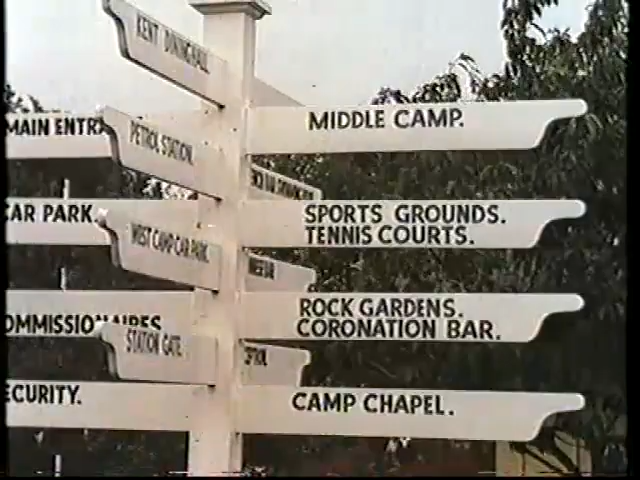 KENT DINING HALL
MAIN ENTR
PETROL STATION.
MIDDLE CAMP.
CAR PARK.
WEST CAMP CAR PARK
SPORTS GROUNDS.
TENNIS COURTS.
OMMISSIONAIRES
STATION GATE
ROCK GARDENS.
CORONATION BAR.
ECURITY.
CAMP CHAPEL.